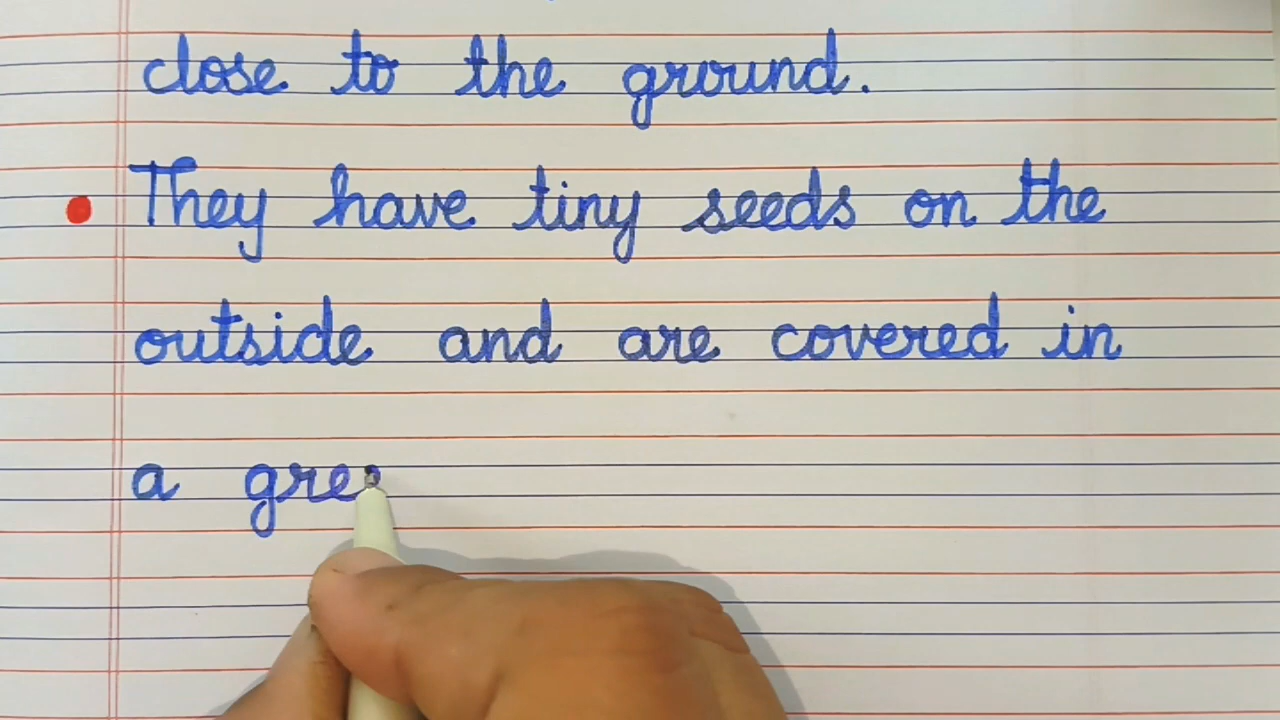 close to the ground.
• They have tiny seeds on the
outside and are covered in
a gre